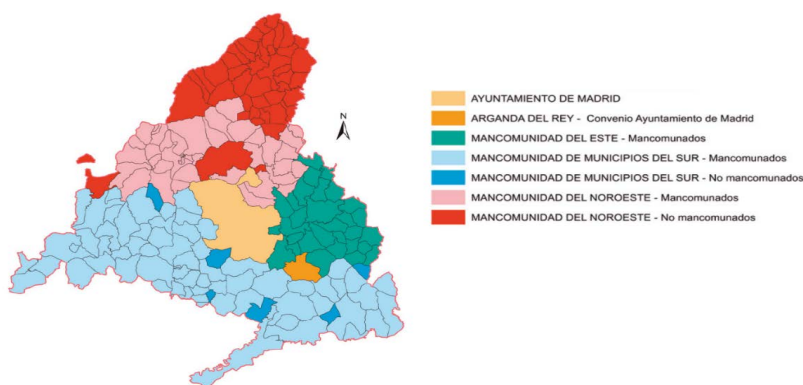 N
AYUNTAMIENTO DE MADRID
ARGANDA DEL REY - Convenio Ayuntamiento de Madrid
MANCOMUNIDAD DEL ESTE - Mancomunados
MANCOMUNIDAD DE MUNICIPIOS DEL SUR - Mancomunados
MANCOMUNIDAD DE MUNICIPIOS DEL SUR - No mancomunados
MANCOMUNIDAD DEL NOROESTE - Mancomunados
MANCOMUNIDAD DEL NOROESTE - No mancomunados